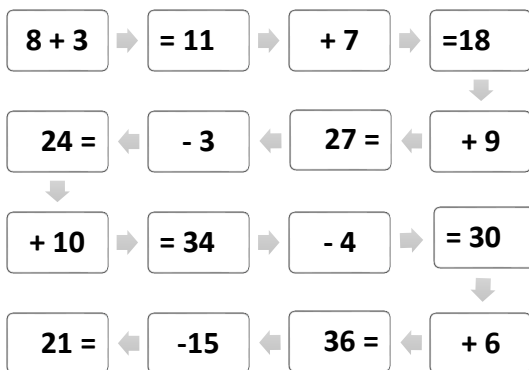 8 + 3 = 11 + 7 =18
24 = - 3 27 = + 9
+ 10 = 34 - 4 = 30
21 = -15 36 = + 6